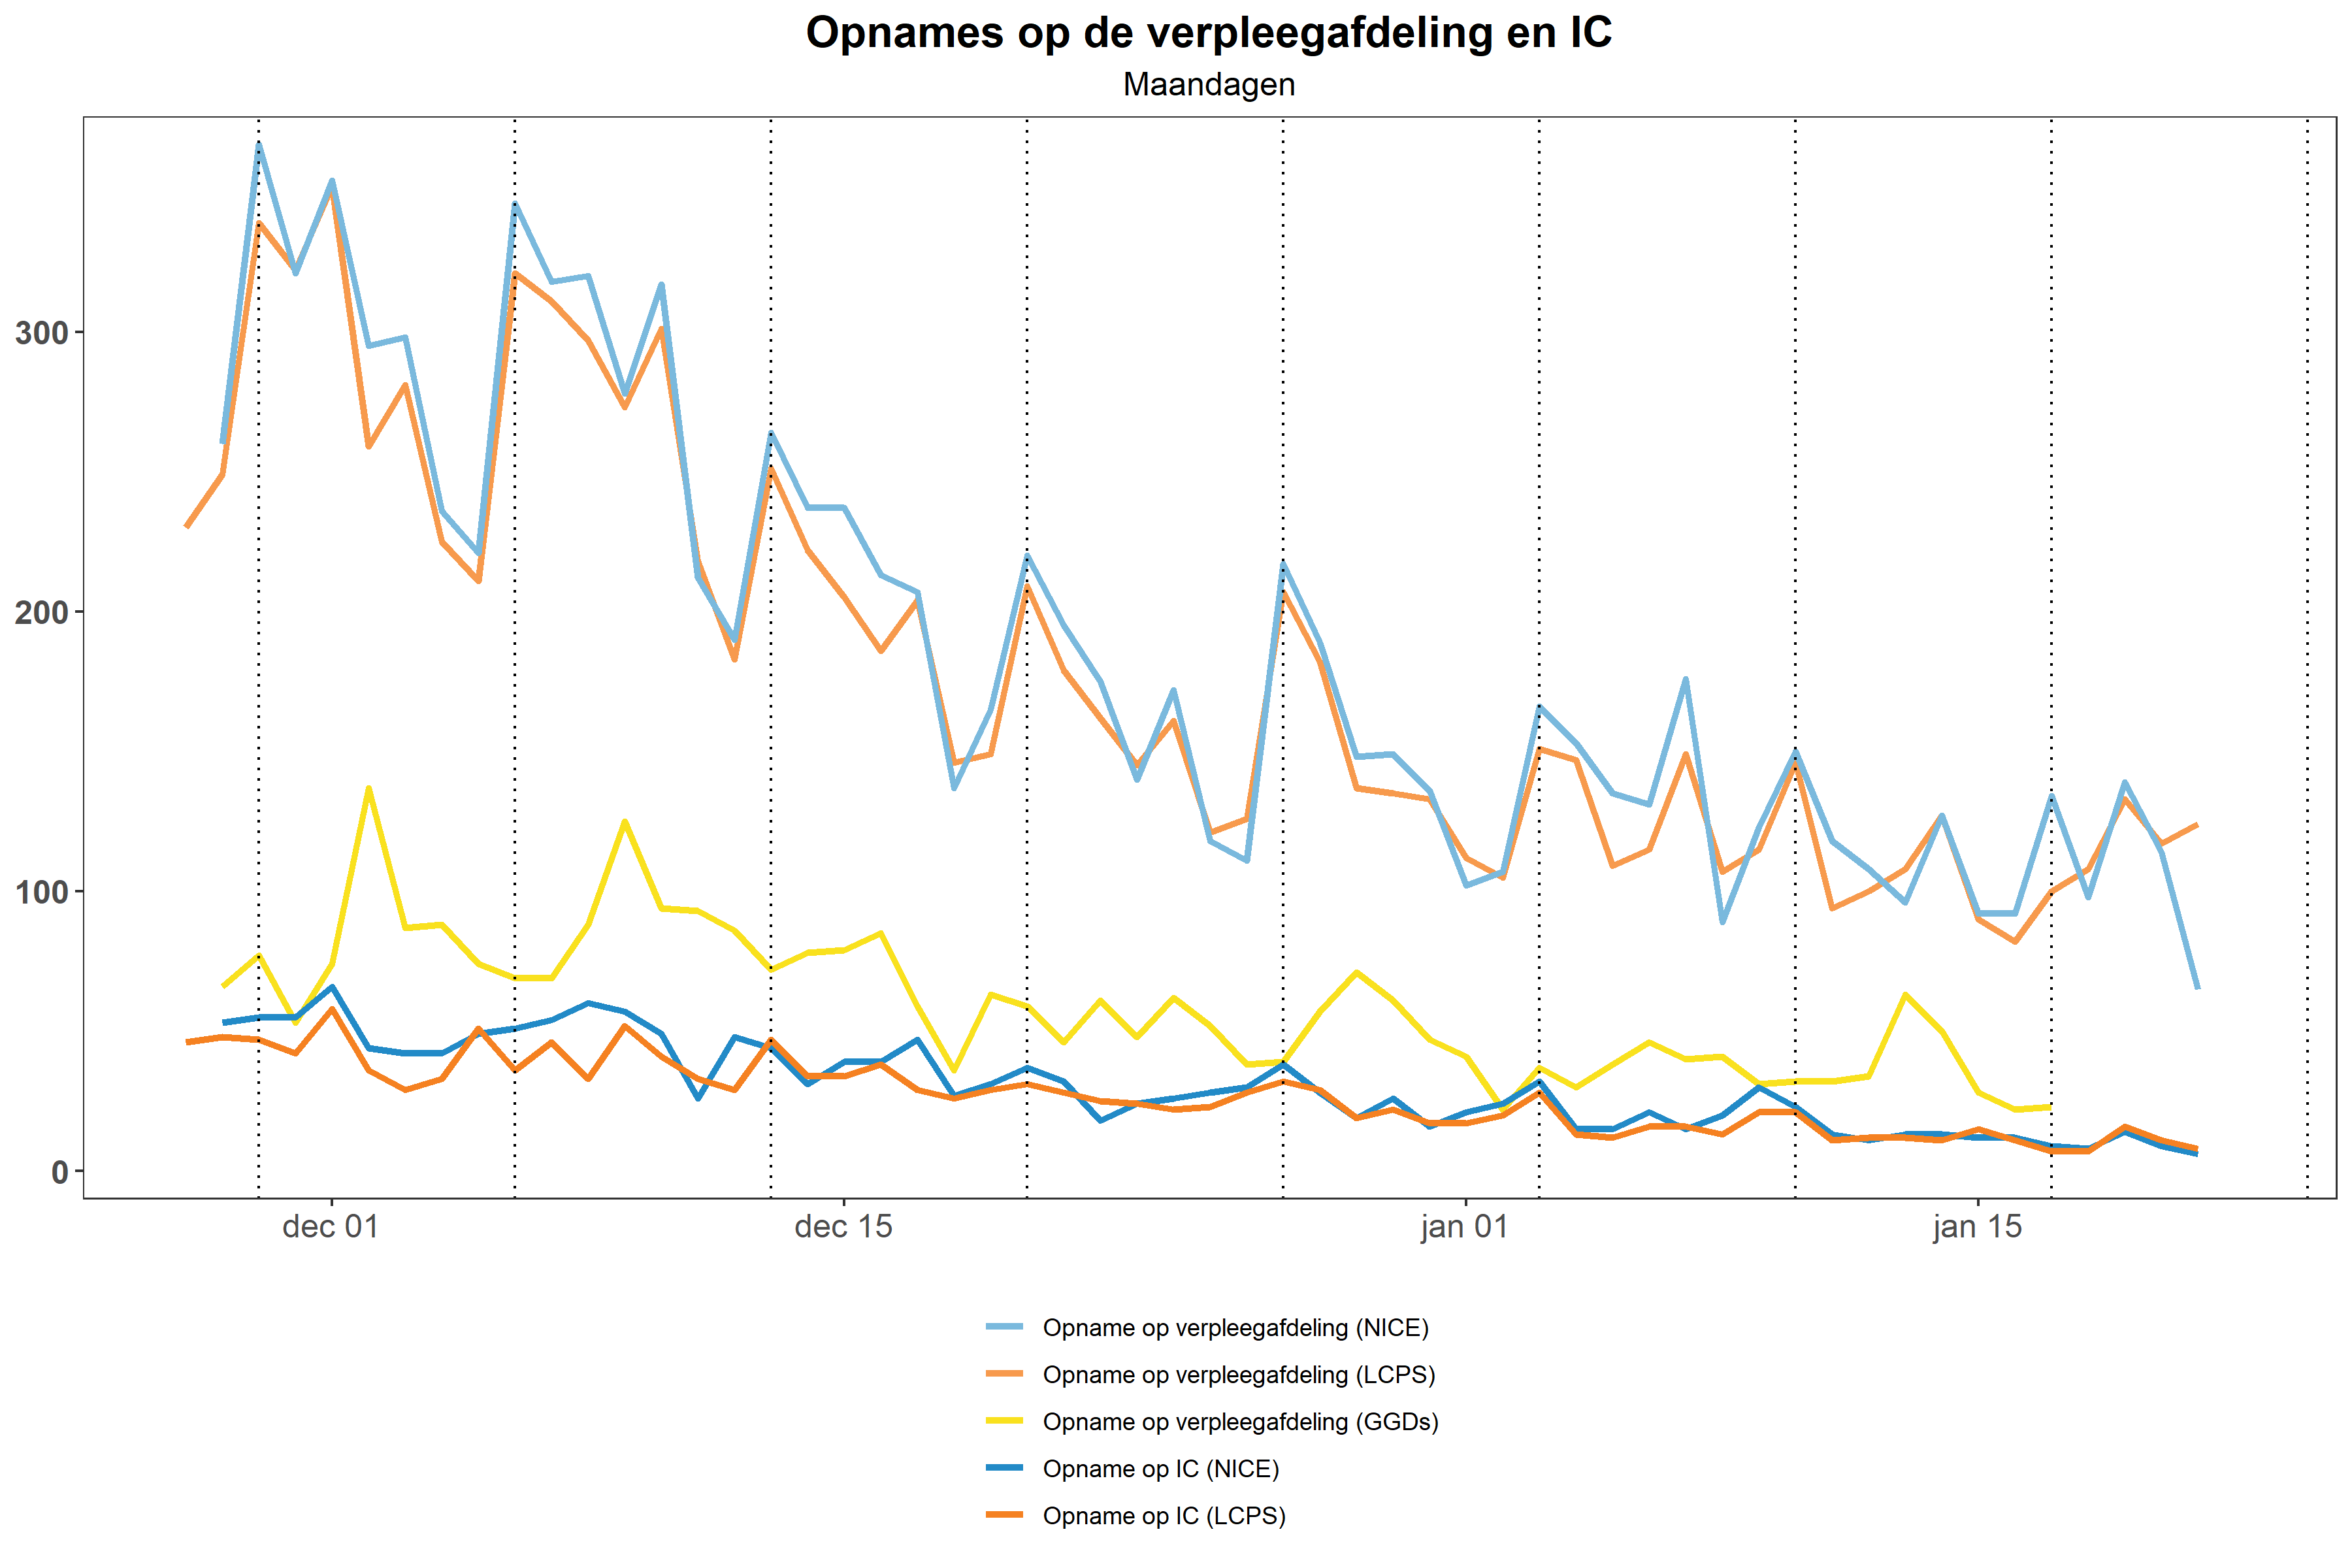 Opnames op de verpleegafdeling en IC
Maandagen
300
200
100
0
dec 01 dec 15 jan 01 jan 15
Opname op verpleegafdeling (NICE)
Opname op verpleegafdeling (LCPS)
Opname op verpleegafdeling (GGDs)
Opname op IC (NICE)
Opname op IC (LCPS)